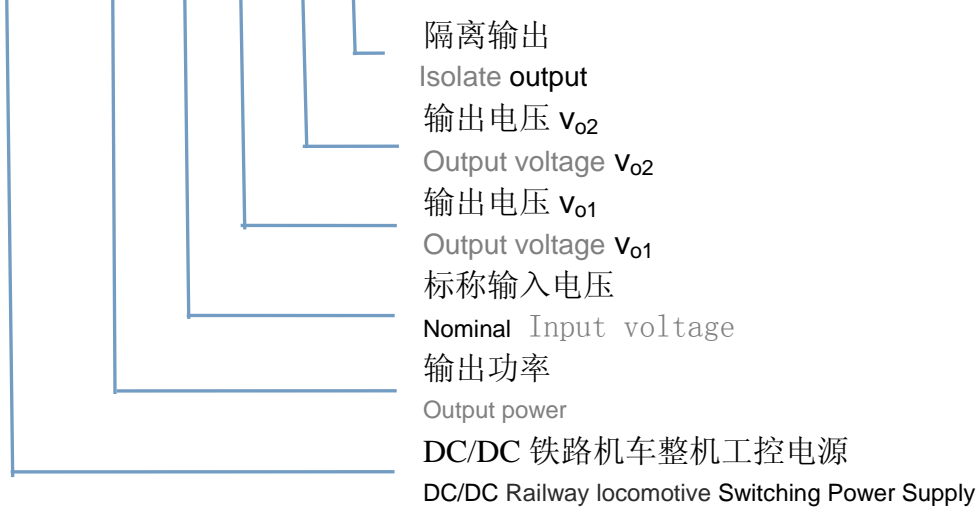 隔离输出
Isolate output
输出电压 vo2
Output voltage vo2
输出电压 vo1
Output voltage vo1
标称输入电压
Nominal Input voltage
输出功率
Output power
DC/DC 铁路机车整机工控电源
DC/DC Railway locomotive Switching Power Supply